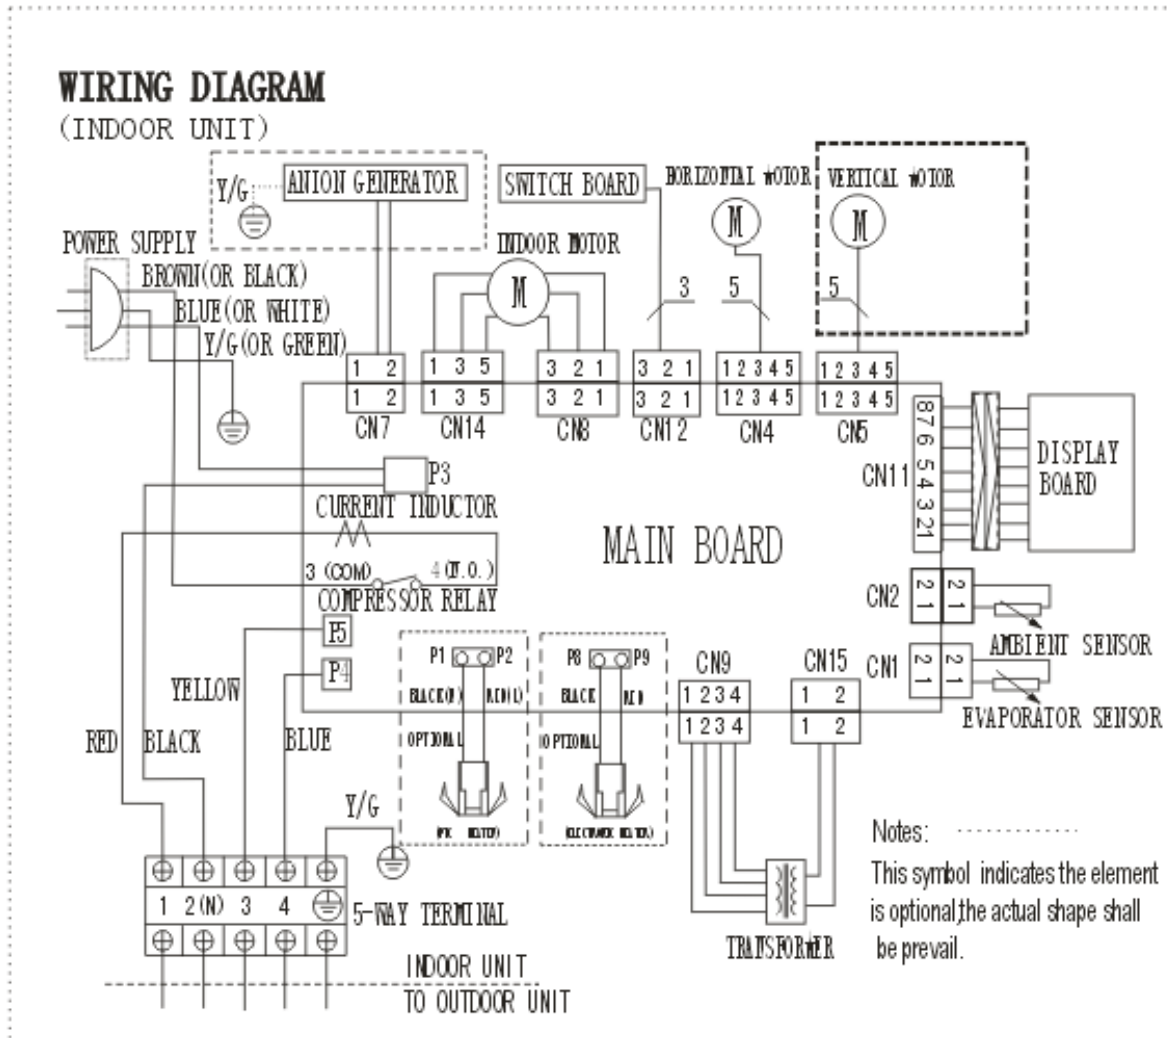 WIRING DIAGRAM
(INDOOR UNIT)
Y/G
ANION GENERATOR
SWITCH BOARD
HORIZONTAL MOTOR
VERTICAL MOTOR
M
M
POWER SUPPLY
INDOOR MOTOR
M
BROWN(OR BLACK)
BLUE(OR WHITE)
Y/G(OR GREEN)
3
5
5
1 2
1 3 5
3 2 1
3 2 1
1 2 3 4 5
1 2 3 4 5
1 2
1 3 5
3 2 1
3 2 1
1 2 3 4 5
1 2 3 4 5
CN7
CN14
CN8
CN12
CN4
CN5
8 7 6 5 4 3 2 1
CN11
DISPLAY
BOARD
P3
CURRENT INDUCTOR
MAIN BOARD
3 (COM)
4 (N.O.)
COMPRESSOR RELAY
CN2
2 1
2 1
AMBIENT SENSOR
P5
P4
CN1
2 1
2 1
EVAPORATOR SENSOR
P1
P2
BLACK(N)
RED(L)
OPTIONAL
(PTC HEATER)
P8
P9
BLACK
RED
OPTIONAL
(ELECTRONIC HEATER)
CN9
1 2 3 4
1 2 3 4
CN15
1 2
1 2
YELLOW
RED
BLACK
BLUE
Y/G
1 2(N) 3 4
5-WAY TERMINAL
TRANSFORMER
INDOOR UNIT
TO OUTDOOR UNIT
Notes:
This symbol indicates the element
is optional,the actual shape shall
be prevail.